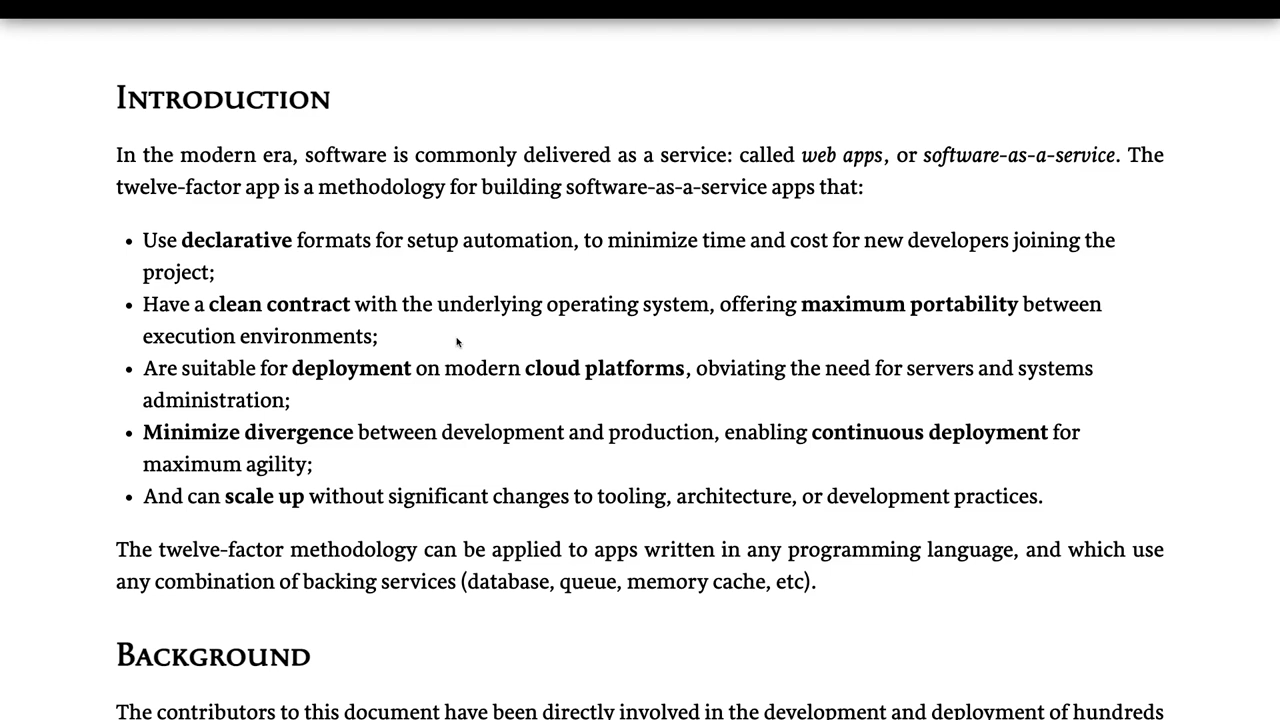 Introduction
In the modern era, software is commonly delivered as a service: called web apps, or software-as-a-service. The
twelve-factor app is a methodology for building software-as-a-service apps that:
• Use declarative formats for setup automation, to minimize time and cost for new developers joining the
project;
• Have a clean contract with the underlying operating system, offering maximum portability between
execution environments;
• Are suitable for deployment on modern cloud platforms, obviating the need for servers and systems
administration;
• Minimize divergence between development and production, enabling continuous deployment for
maximum agility;
• And can scale up without significant changes to tooling, architecture, or development practices.
The twelve-factor methodology can be applied to apps written in any programming language, and which use
any combination of backing services (database, queue, memory cache, etc).
Background
The contributors to this document have been directly involved in the development and deployment of hundreds